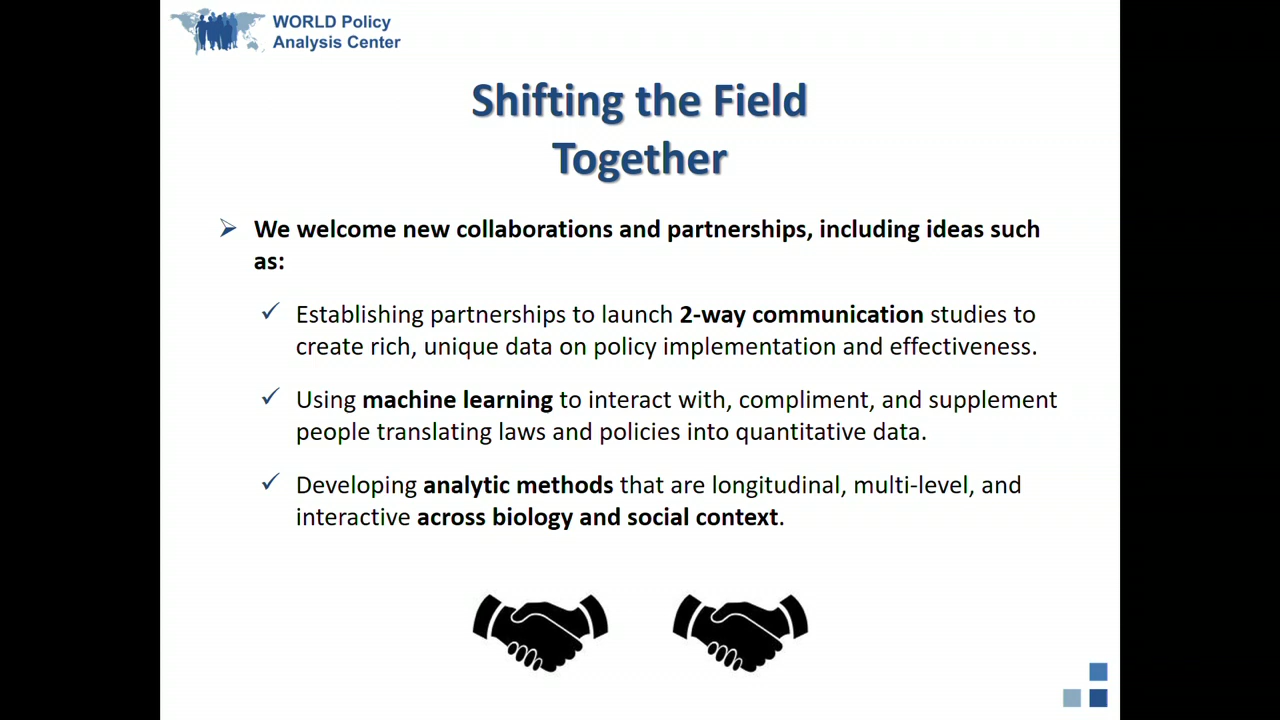 WORLD Policy
Analysis Center
Shifting the Field
Together
We welcome new collaborations and partnerships, including ideas such
as:
Establishing partnerships to launch 2-way communication studies to
create rich, unique data on policy implementation and effectiveness.
Using machine learning to interact with, compliment, and supplement
people translating laws and policies into quantitative data.
Developing analytic methods that are longitudinal, multi-level, and
interactive across biology and social context.